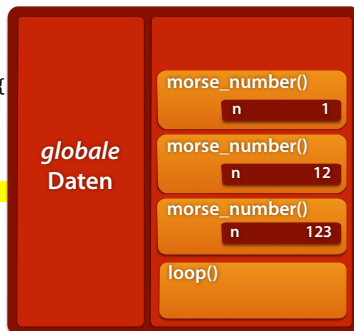 {
globale
Daten
morse_number()
n 1
morse_number()
n 12
morse_number()
n 123
loop()